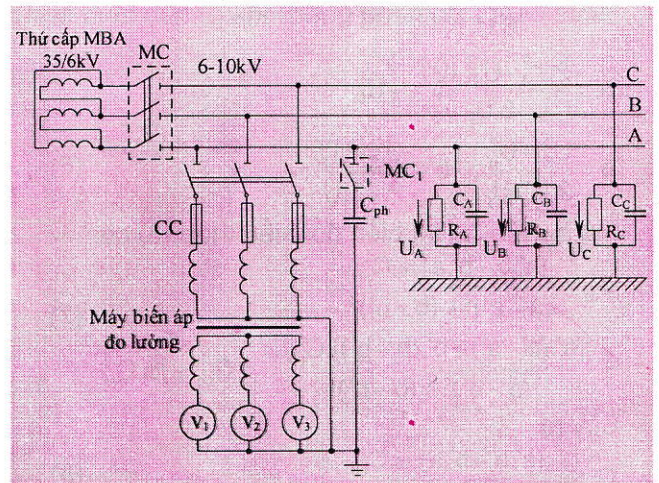 Thứ cấp MBA
35/6kV
MC
6-10kV
C
B
A
MC₁
Cph
CC
CA
RA
UA
CB
RB
UB
CC
RC
UC
Máy biến áp
đo lường
V₁
V₂
V₃